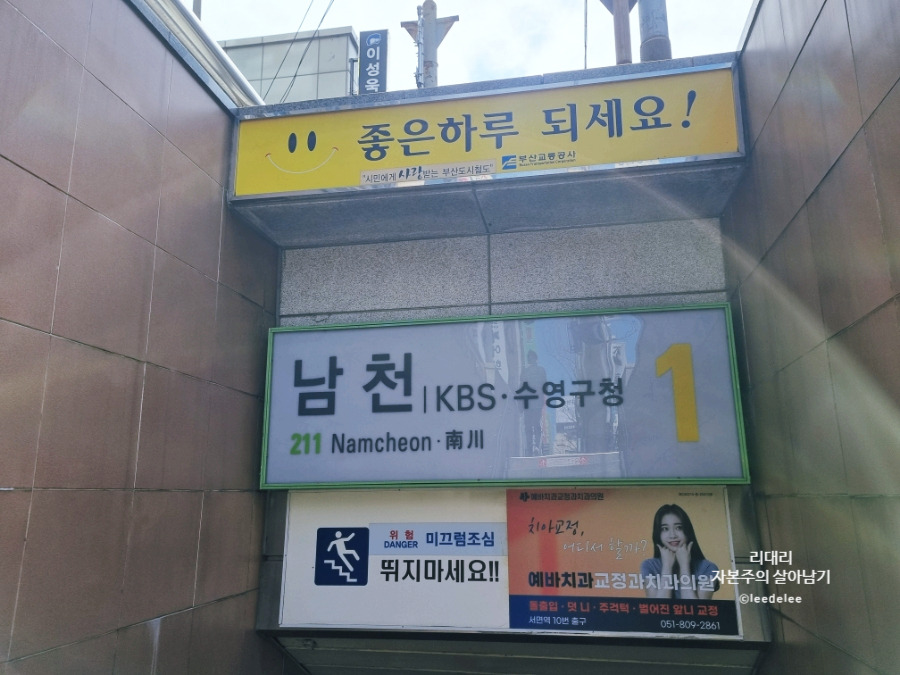 이성욱
좋은하루 되세요!
"시민에게 사랑받는 부산도시철도"
부산교통공사
남천 | KBS·수영구청
1
211 Namcheon·南川
위험
DANGER
미끄럼조심
뛰지마세요!!
예바치과교정과치과의원
치아교정,
어디서 할까?
예바치과교정과치과의원
돌출입·덧니·주걱턱·벌어진 앞니 교정
서면역 10번 출구
051-809-2861
리대리
자본주의 살아남기
©leedelee